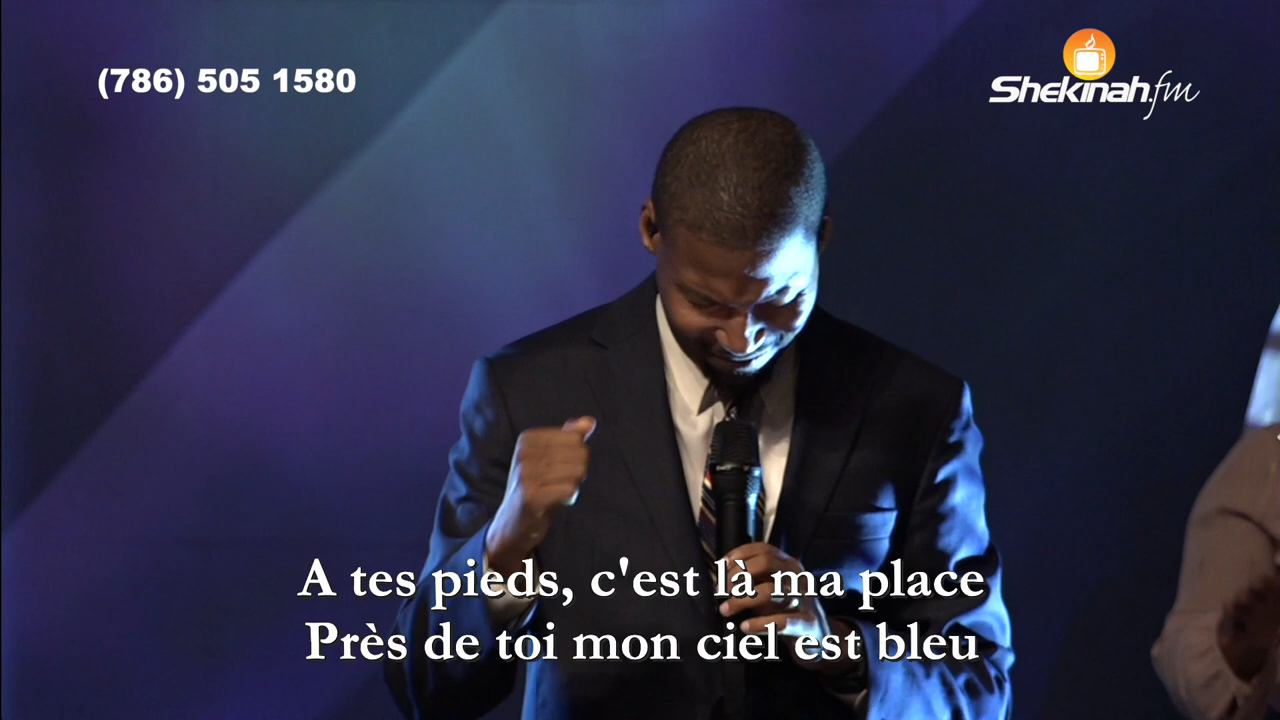 (786) 505 1580
Shekinah.fm
A tes pieds, c'est là ma place
Près de toi mon ciel est bleu